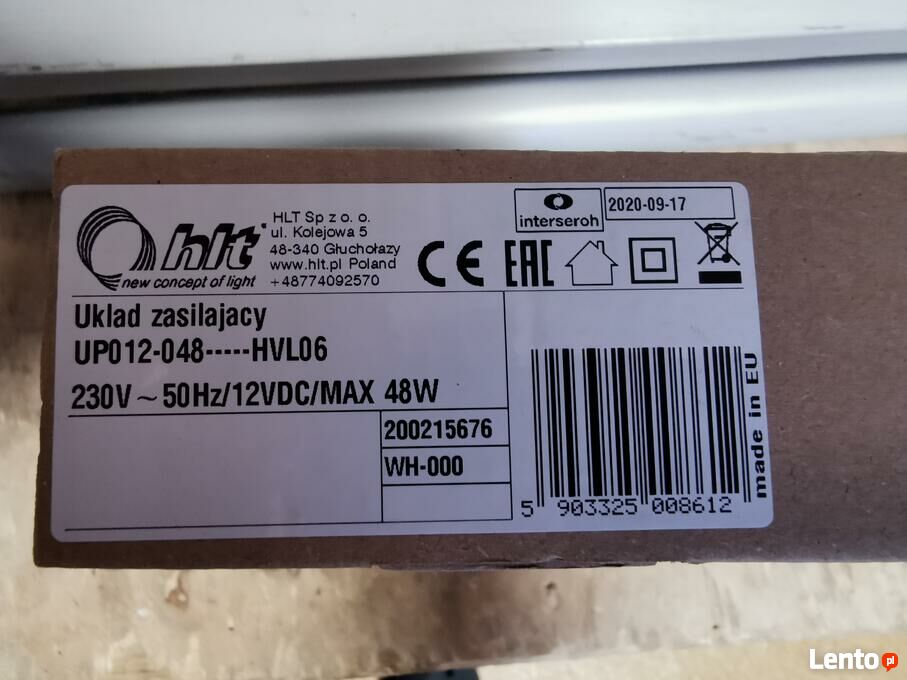 hlt
new concept of light
HLT Sp z o. o.
ul. Kolejowa 5
48-340 Głuchołazy
www.hlt.pl Poland
+48774092570
interseroh
2020-09-17
CE
EAC
Uklad zasilajacy
UP012-048-----HVL06
230V ~ 50Hz/12VDC/MAX 48W
200215676
WH-000
5 903325 008612
made in EU
Lento pl